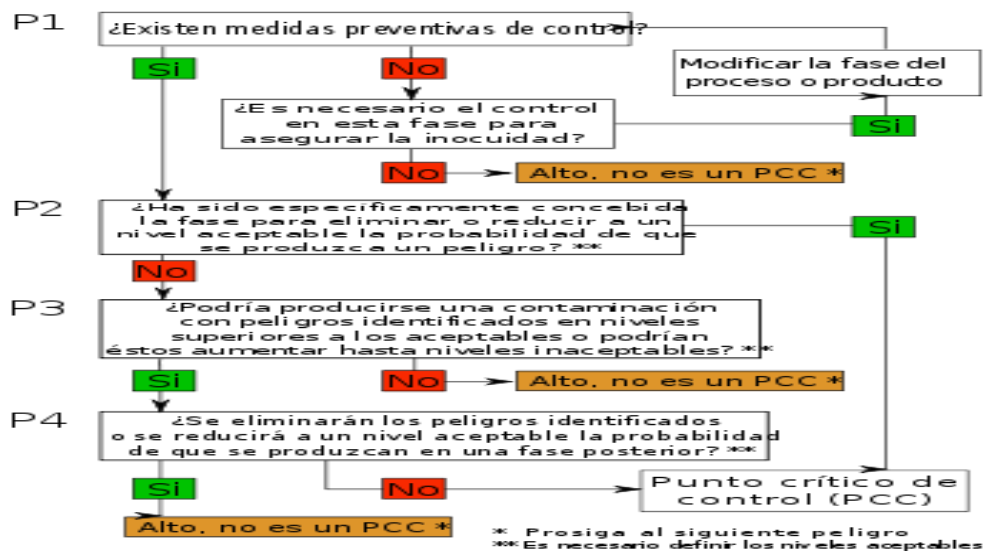 P1
¿Existen medidas preventivas de control?
Si
No
Modificar la fase del
proceso o producto
¿Es necesario el control
en esta fase para
asegurar la inocuidad?
Si
No
Alto, no es un PCC *
P2
¿Ha sido específicamente concebida
la fase para eliminar o reducir a un
nivel aceptable la probabilidad de que
se produzca un peligro? **
Si
No
P3
¿Podría producirse una contaminación
con peligros identificados en niveles
superiores a los aceptables o podrían
éstos aumentar hasta niveles inaceptables? **
Si
No
Alto, no es un PCC *
P4
¿Se eliminarán los peligros identificados
o se reducirá a un nivel aceptable la probabilidad
de que se produzcan en una fase posterior? **
Si
No
Punto crítico de
control (PCC)
Alto, no es un PCC *
* Prosiga al siguiente peligro
** Es necesario definir los niveles aceptables